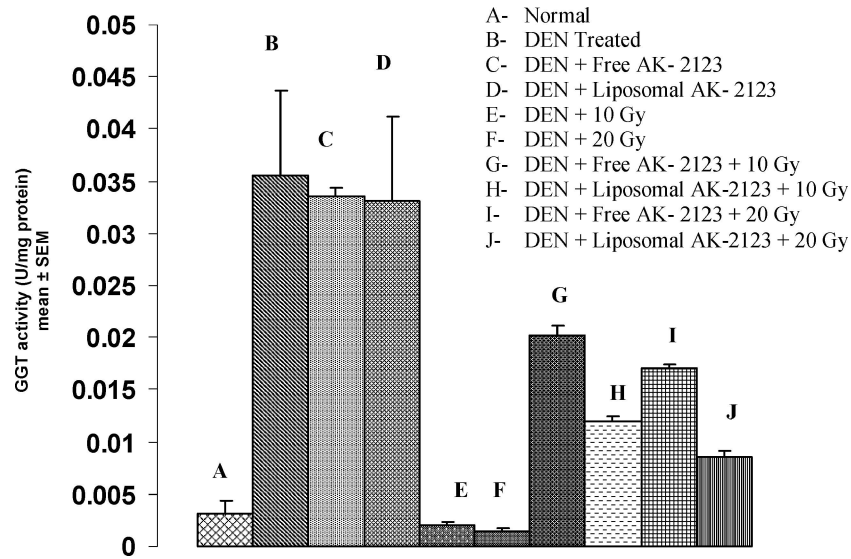 0.05
0.045
0.04
0.035
0.03
0.025
0.02
0.015
0.01
0.005
0
GGT activity (U/mg protein)
mean ± SEM
A
B
C
D
E
F
G
H
I
J
A- Normal
B- DEN Treated
C- DEN + Free AK- 2123
D- DEN + Liposomal AK- 2123
E- DEN + 10 Gy
F- DEN + 20 Gy
G- DEN + Free AK- 2123 + 10 Gy
H- DEN + Liposomal AK-2123 + 10 Gy
I- DEN + Free AK- 2123 + 20 Gy
J- DEN + Liposomal AK-2123 + 20 Gy